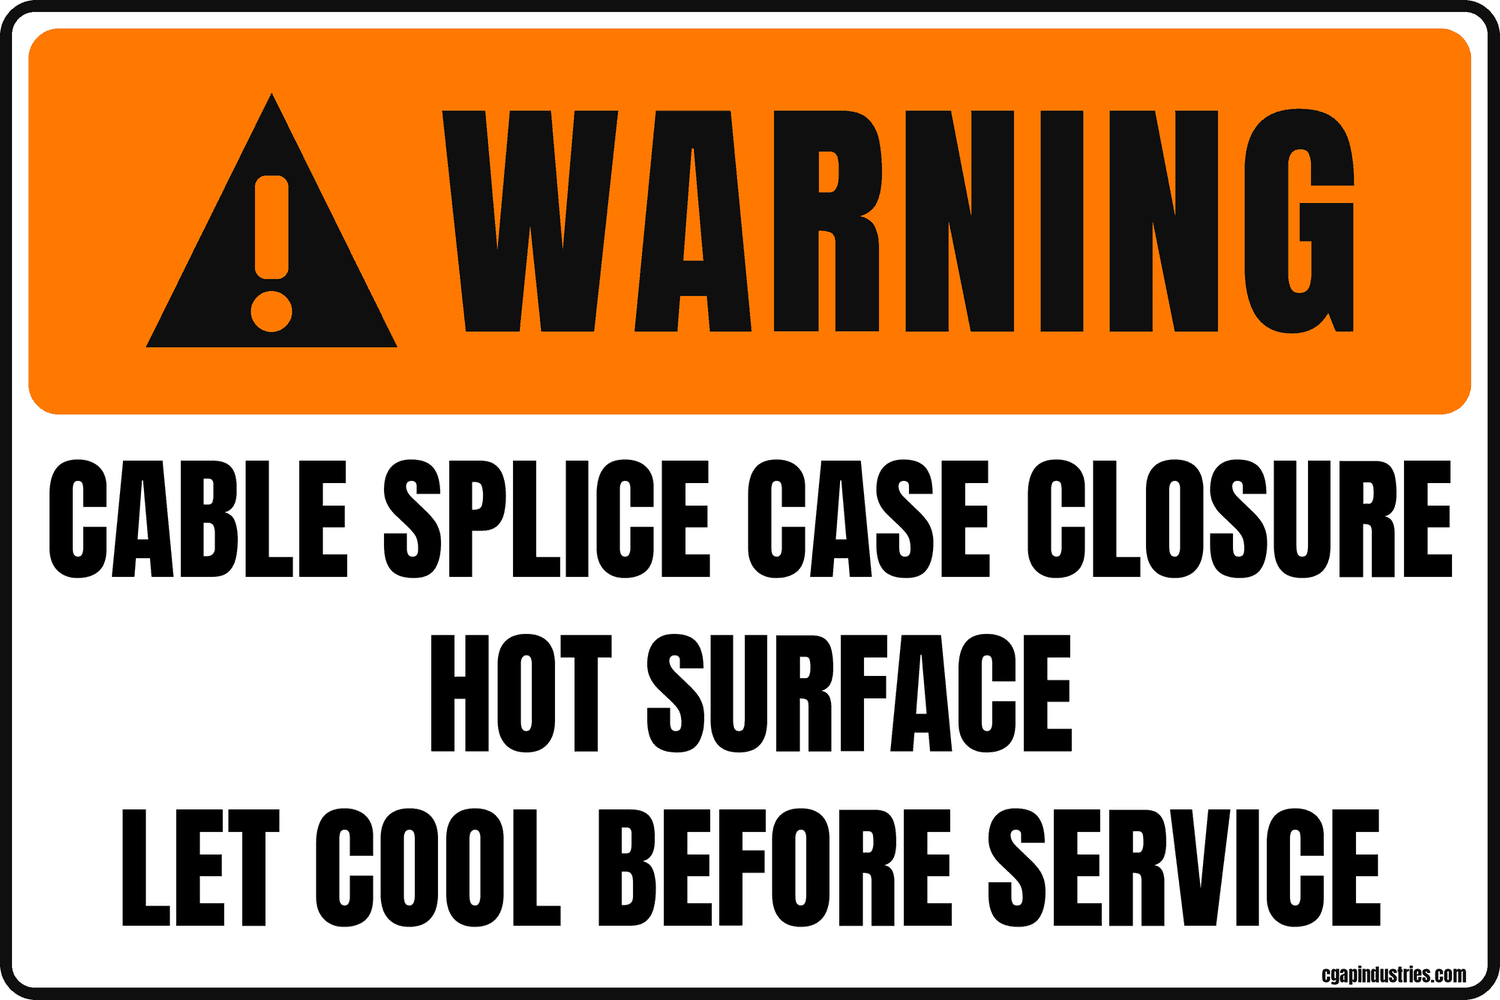 WARNING
CABLE SPLICE CASE CLOSURE
HOT SURFACE
LET COOL BEFORE SERVICE
cgapindustries.com